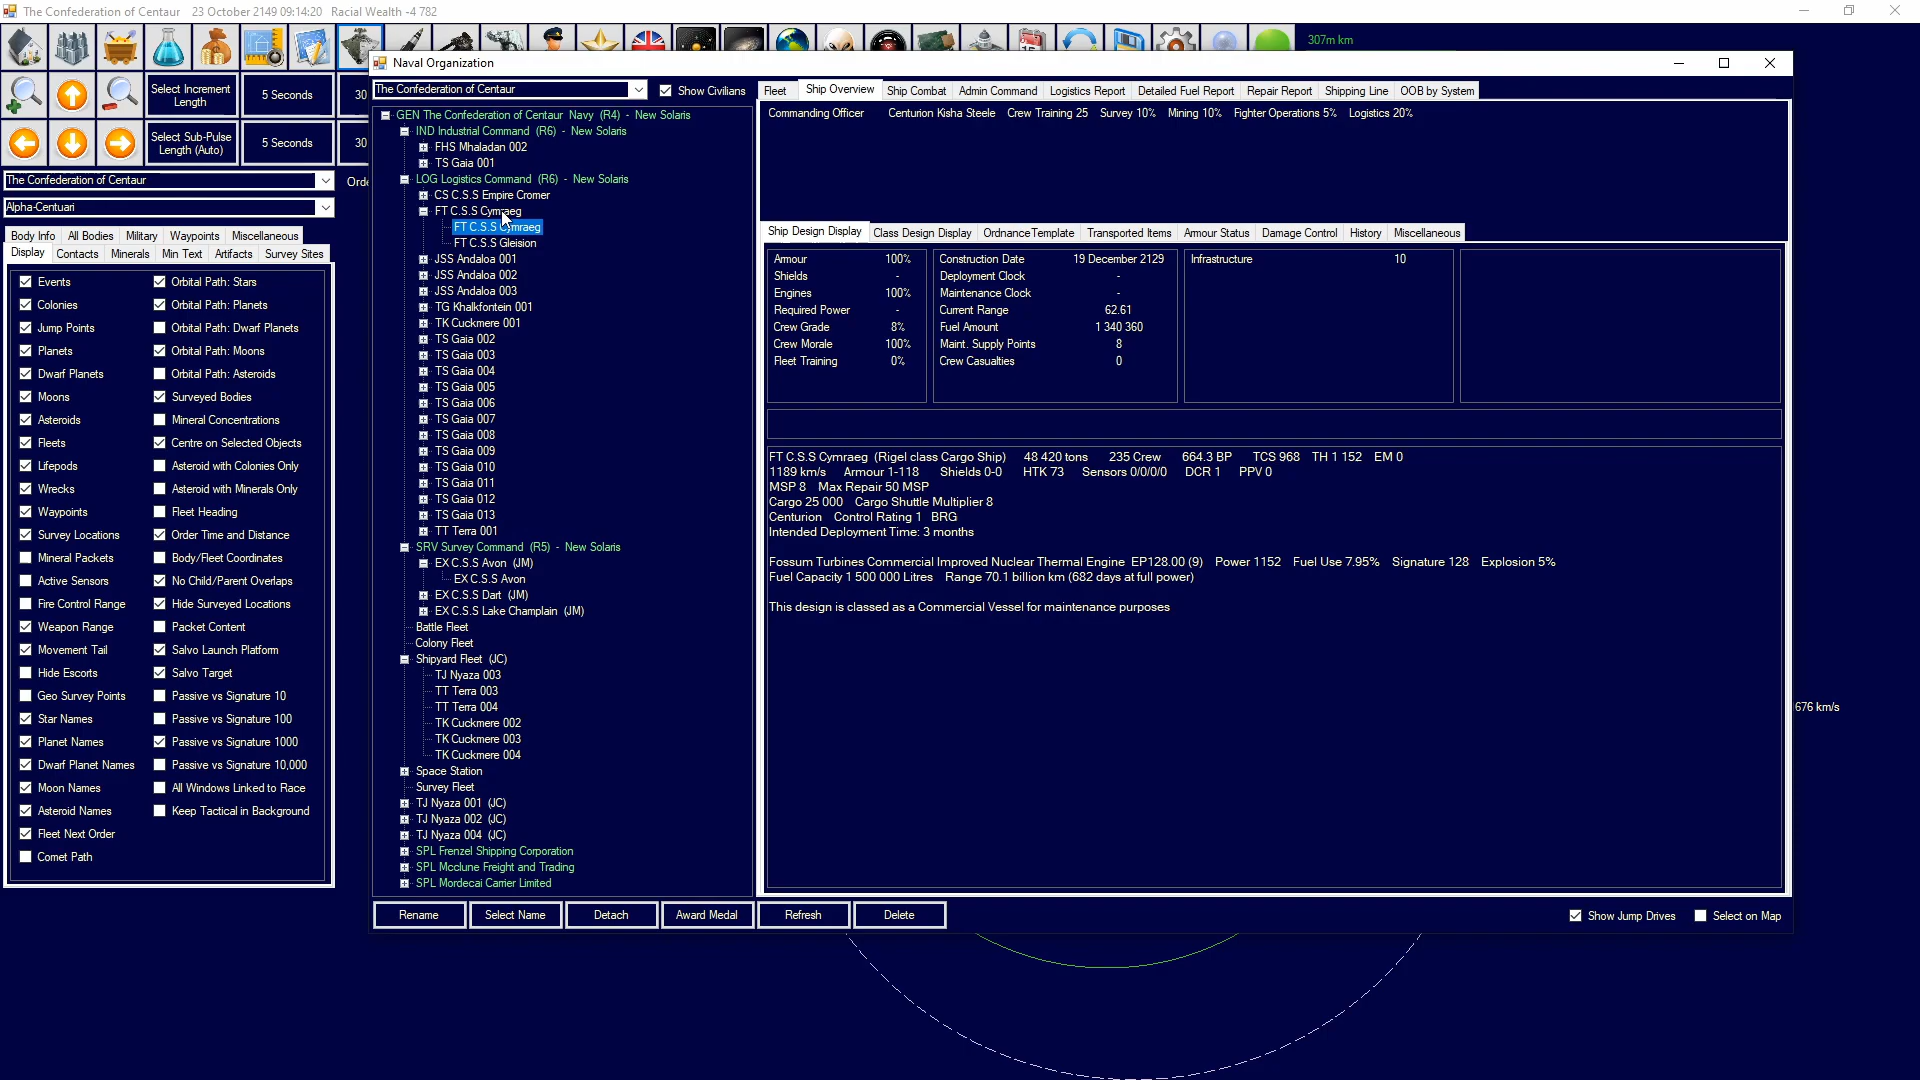 The Confederation of Centaur 23 October 2149 09:14:20 Racial Wealth -4 782
307m km
Naval Organization
Select Increment Length
5 Seconds
30
Select Sub-Pulse Length (Auto)
5 Seconds
30
The Confederation of Centaur
Alpha-Centuari
Body Info All Bodies Military Waypoints Miscellaneous
Display Contacts Minerals Min Text Artifacts Survey Sites
Events Orbital Path: Stars
Colonies Orbital Path: Planets
Jump Points Orbital Path: Dwarf Planets
Planets Orbital Path: Moons
Dwarf Planets Orbital Path: Asteroids
Moons Surveyed Bodies
Asteroids Mineral Concentrations
Fleets Centre on Selected Objects
Lifepods Asteroid with Colonies Only
Wrecks Asteroid with Minerals Only
Waypoints Fleet Heading
Survey Locations Order Time and Distance
Mineral Packets Body/Fleet Coordinates
Active Sensors No Child/Parent Overlaps
Fire Control Range Hide Surveyed Locations
Weapon Range Packet Content
Movement Tail Salvo Launch Platform
Hide Escorts Salvo Target
Geo Survey Points Passive vs Signature 10
Star Names Passive vs Signature 100
Planet Names Passive vs Signature 1000
Dwarf Planet Names Passive vs Signature 10,000
Moon Names All Windows Linked to Race
Asteroid Names Keep Tactical in Background
Fleet Next Order
Comet Path
The Confederation of Centaur Show Civilians
GEN The Confederation of Centaur Navy (R4) - New Solaris
IND Industrial Command (R6) - New Solaris
FHS Mhaladan 002
TS Gaia 001
LOG Logistics Command (R6) - New Solaris
CS C.S.S Empire Cromer
FT C.S.S Cymraeg
FT C.S.S Cymraeg
FT C.S.S Gleision
JSS Andaloa 001
JSS Andaloa 002
JSS Andaloa 003
TG Khalkfontein 001
TK Cuckmere 001
TS Gaia 002
TS Gaia 003
TS Gaia 004
TS Gaia 005
TS Gaia 006
TS Gaia 007
TS Gaia 008
TS Gaia 009
TS Gaia 010
TS Gaia 011
TS Gaia 012
TS Gaia 013
TT Terra 001
SRV Survey Command (R5) - New Solaris
EX C.S.S Avon (JM)
EX C.S.S Avon
EX C.S.S Dart (JM)
EX C.S.S Lake Champlain (JM)
Battle Fleet
Colony Fleet
Shipyard Fleet (JC)
TJ Nyaza 003
TT Terra 003
TT Terra 004
TK Cuckmere 002
TK Cuckmere 003
TK Cuckmere 004
Space Station
Survey Fleet
TJ Nyaza 001 (JC)
TJ Nyaza 002 (JC)
TJ Nyaza 004 (JC)
SPL Frenzel Shipping Corporation
SPL Mcclune Freight and Trading
SPL Mordecai Carrier Limited
Rename Select Name Detach Award Medal Refresh Delete
Fleet Ship Overview Ship Combat Admin Command Logistics Report Detailed Fuel Report Repair Report Shipping Line OOB by System
Commanding Officer Centurion Kisha Steele Crew Training 25 Survey 10% Mining 10% Fighter Operations 5% Logistics 20%
Ship Design Display Class Design Display Ordnance Template Transported Items Armour Status Damage Control History Miscellaneous
Armour 100%
Shields -
Engines 100%
Required Power -
Crew Grade 8%
Crew Morale 100%
Fleet Training 0%
Construction Date 19 December 2129
Deployment Clock -
Maintenance Clock -
Current Range 62.61
Fuel Amount 1 340 360
Maint. Supply Points 8
Crew Casualties 0
Infrastructure 10
FT C.S.S Cymraeg (Rigel class Cargo Ship) 48 420 tons 235 Crew 664.3 BP TCS 968 TH 1 152 EM 0
1189 km/s Armour 1-118 Shields 0-0 HTK 73 Sensors 0/0/0/0 DCR 1 PPV 0
MSP 8 Max Repair 50 MSP
Cargo 25 000 Cargo Shuttle Multiplier 8
Centurion Control Rating 1 BRG
Intended Deployment Time: 3 months
Fossum Turbines Commercial Improved Nuclear Thermal Engine EP128.00 (9) Power 1152 Fuel Use 7.95% Signature 128 Explosion 5%
Fuel Capacity 1 500 000 Litres Range 70.1 billion km (682 days at full power)
This design is classed as a Commercial Vessel for maintenance purposes
Show Jump Drives Select on Map
676 km/s